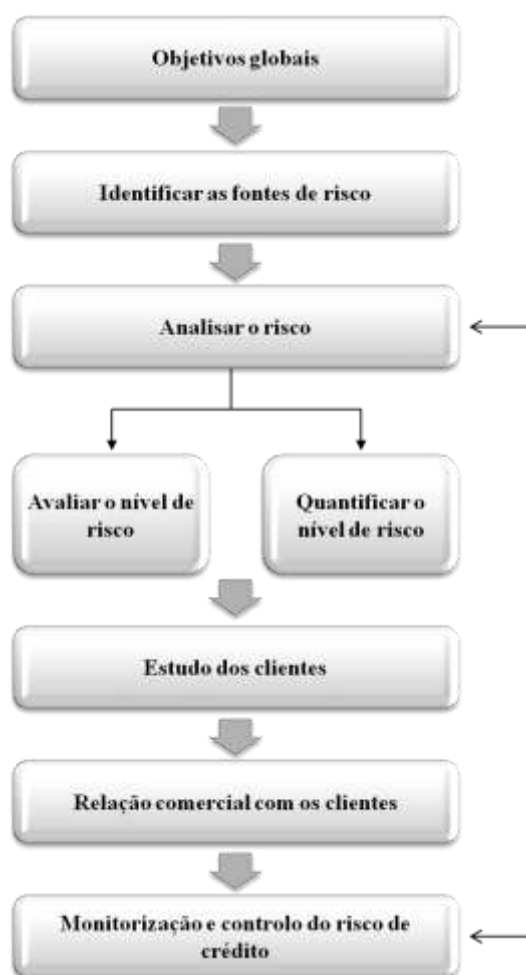 Objetivos globais
Identificar as fontes de risco
Analisar o risco
Avaliar o nível de
risco
Quantificar o
nível de risco
Estudo dos clientes
Relação comercial com os clientes
Monitorização e controlo do risco de
crédito